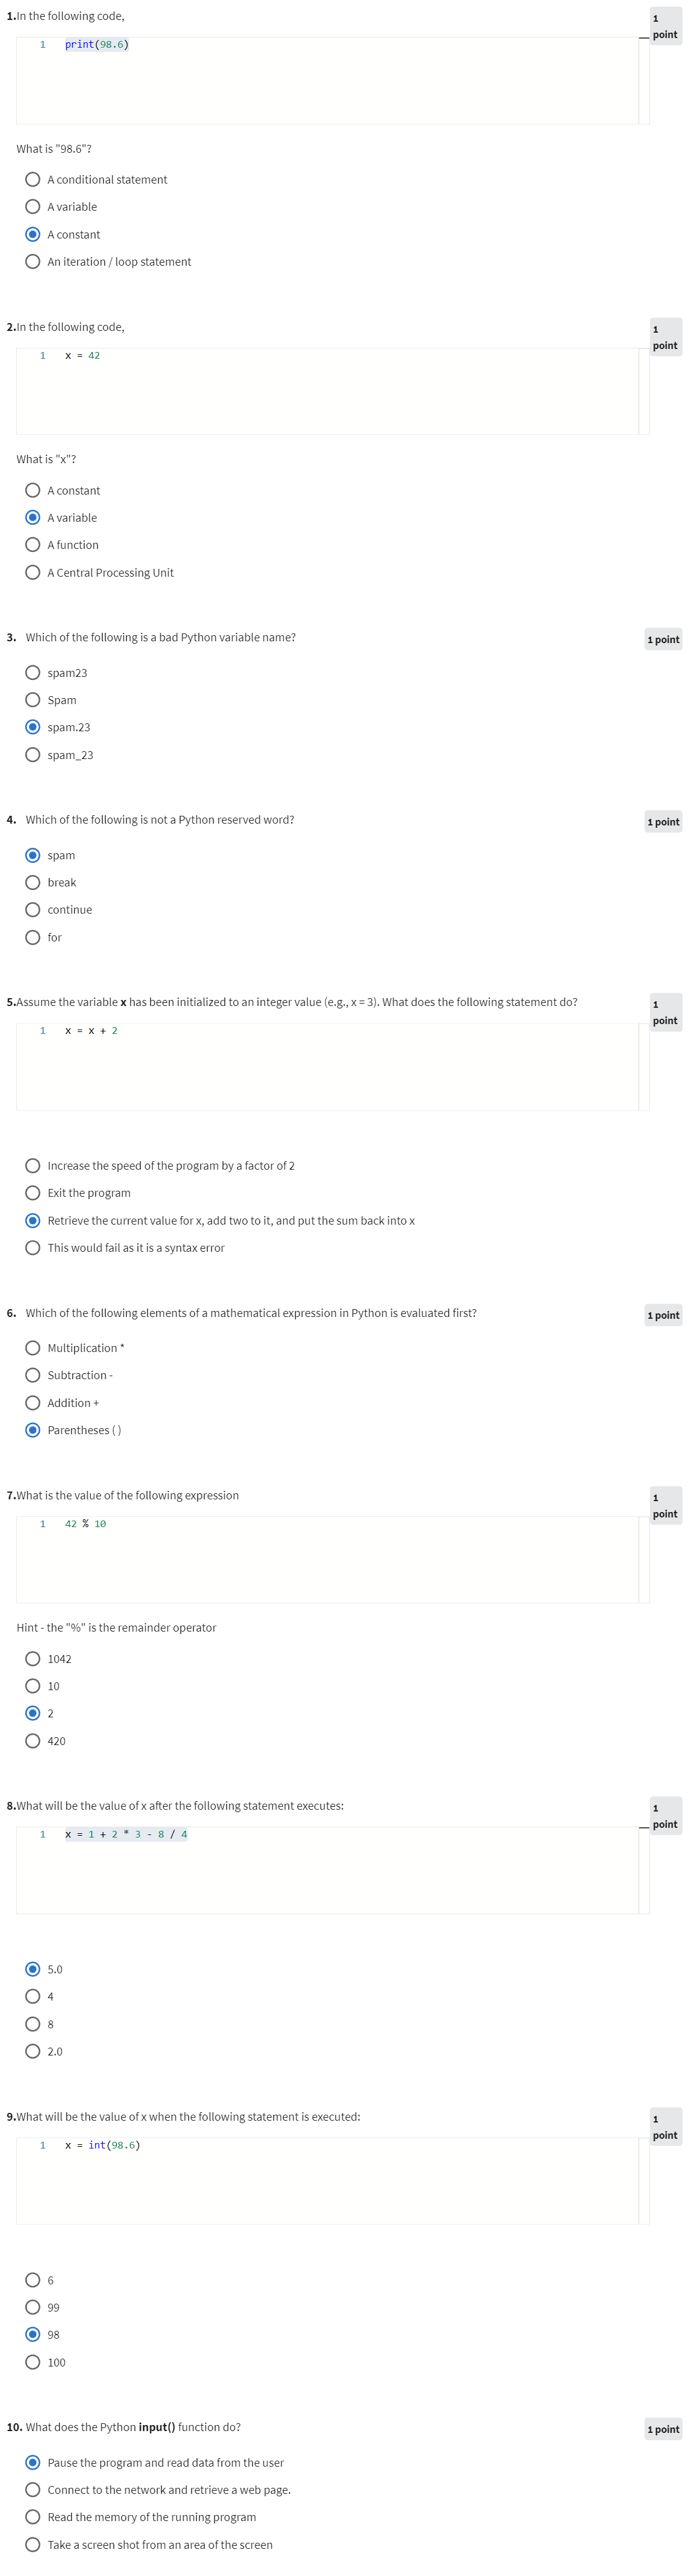 1.In the following code,
1 point
1 print(98.6)
What is "98.6"?
A conditional statement
A variable
A constant
An iteration / loop statement
2.In the following code,
1 point
1 x = 42
What is "x"?
A constant
A variable
A function
A Central Processing Unit
3. Which of the following is a bad Python variable name?
1 point
spam23
Spam
spam.23
spam_23
4. Which of the following is not a Python reserved word?
1 point
spam
break
continue
for
5.Assume the variable x has been initialized to an integer value (e.g., x = 3). What does the following statement do?
1 point
1 x = x + 2
Increase the speed of the program by a factor of 2
Exit the program
Retrieve the current value for x, add two to it, and put the sum back into x
This would fail as it is a syntax error
6. Which of the following elements of a mathematical expression in Python is evaluated first?
1 point
Multiplication *
Subtraction -
Addition +
Parentheses ( )
7.What is the value of the following expression
1 point
1 42 % 10
Hint - the "%" is the remainder operator
1042
10
2
420
8.What will be the value of x after the following statement executes:
1 point
1 x = 1 + 2 * 3 - 8 / 4
5.0
4
8
2.0
9.What will be the value of x when the following statement is executed:
1 point
1 x = int(98.6)
6
99
98
100
10. What does the Python input() function do?
1 point
Pause the program and read data from the user
Connect to the network and retrieve a web page.
Read the memory of the running program
Take a screen shot from an area of the screen